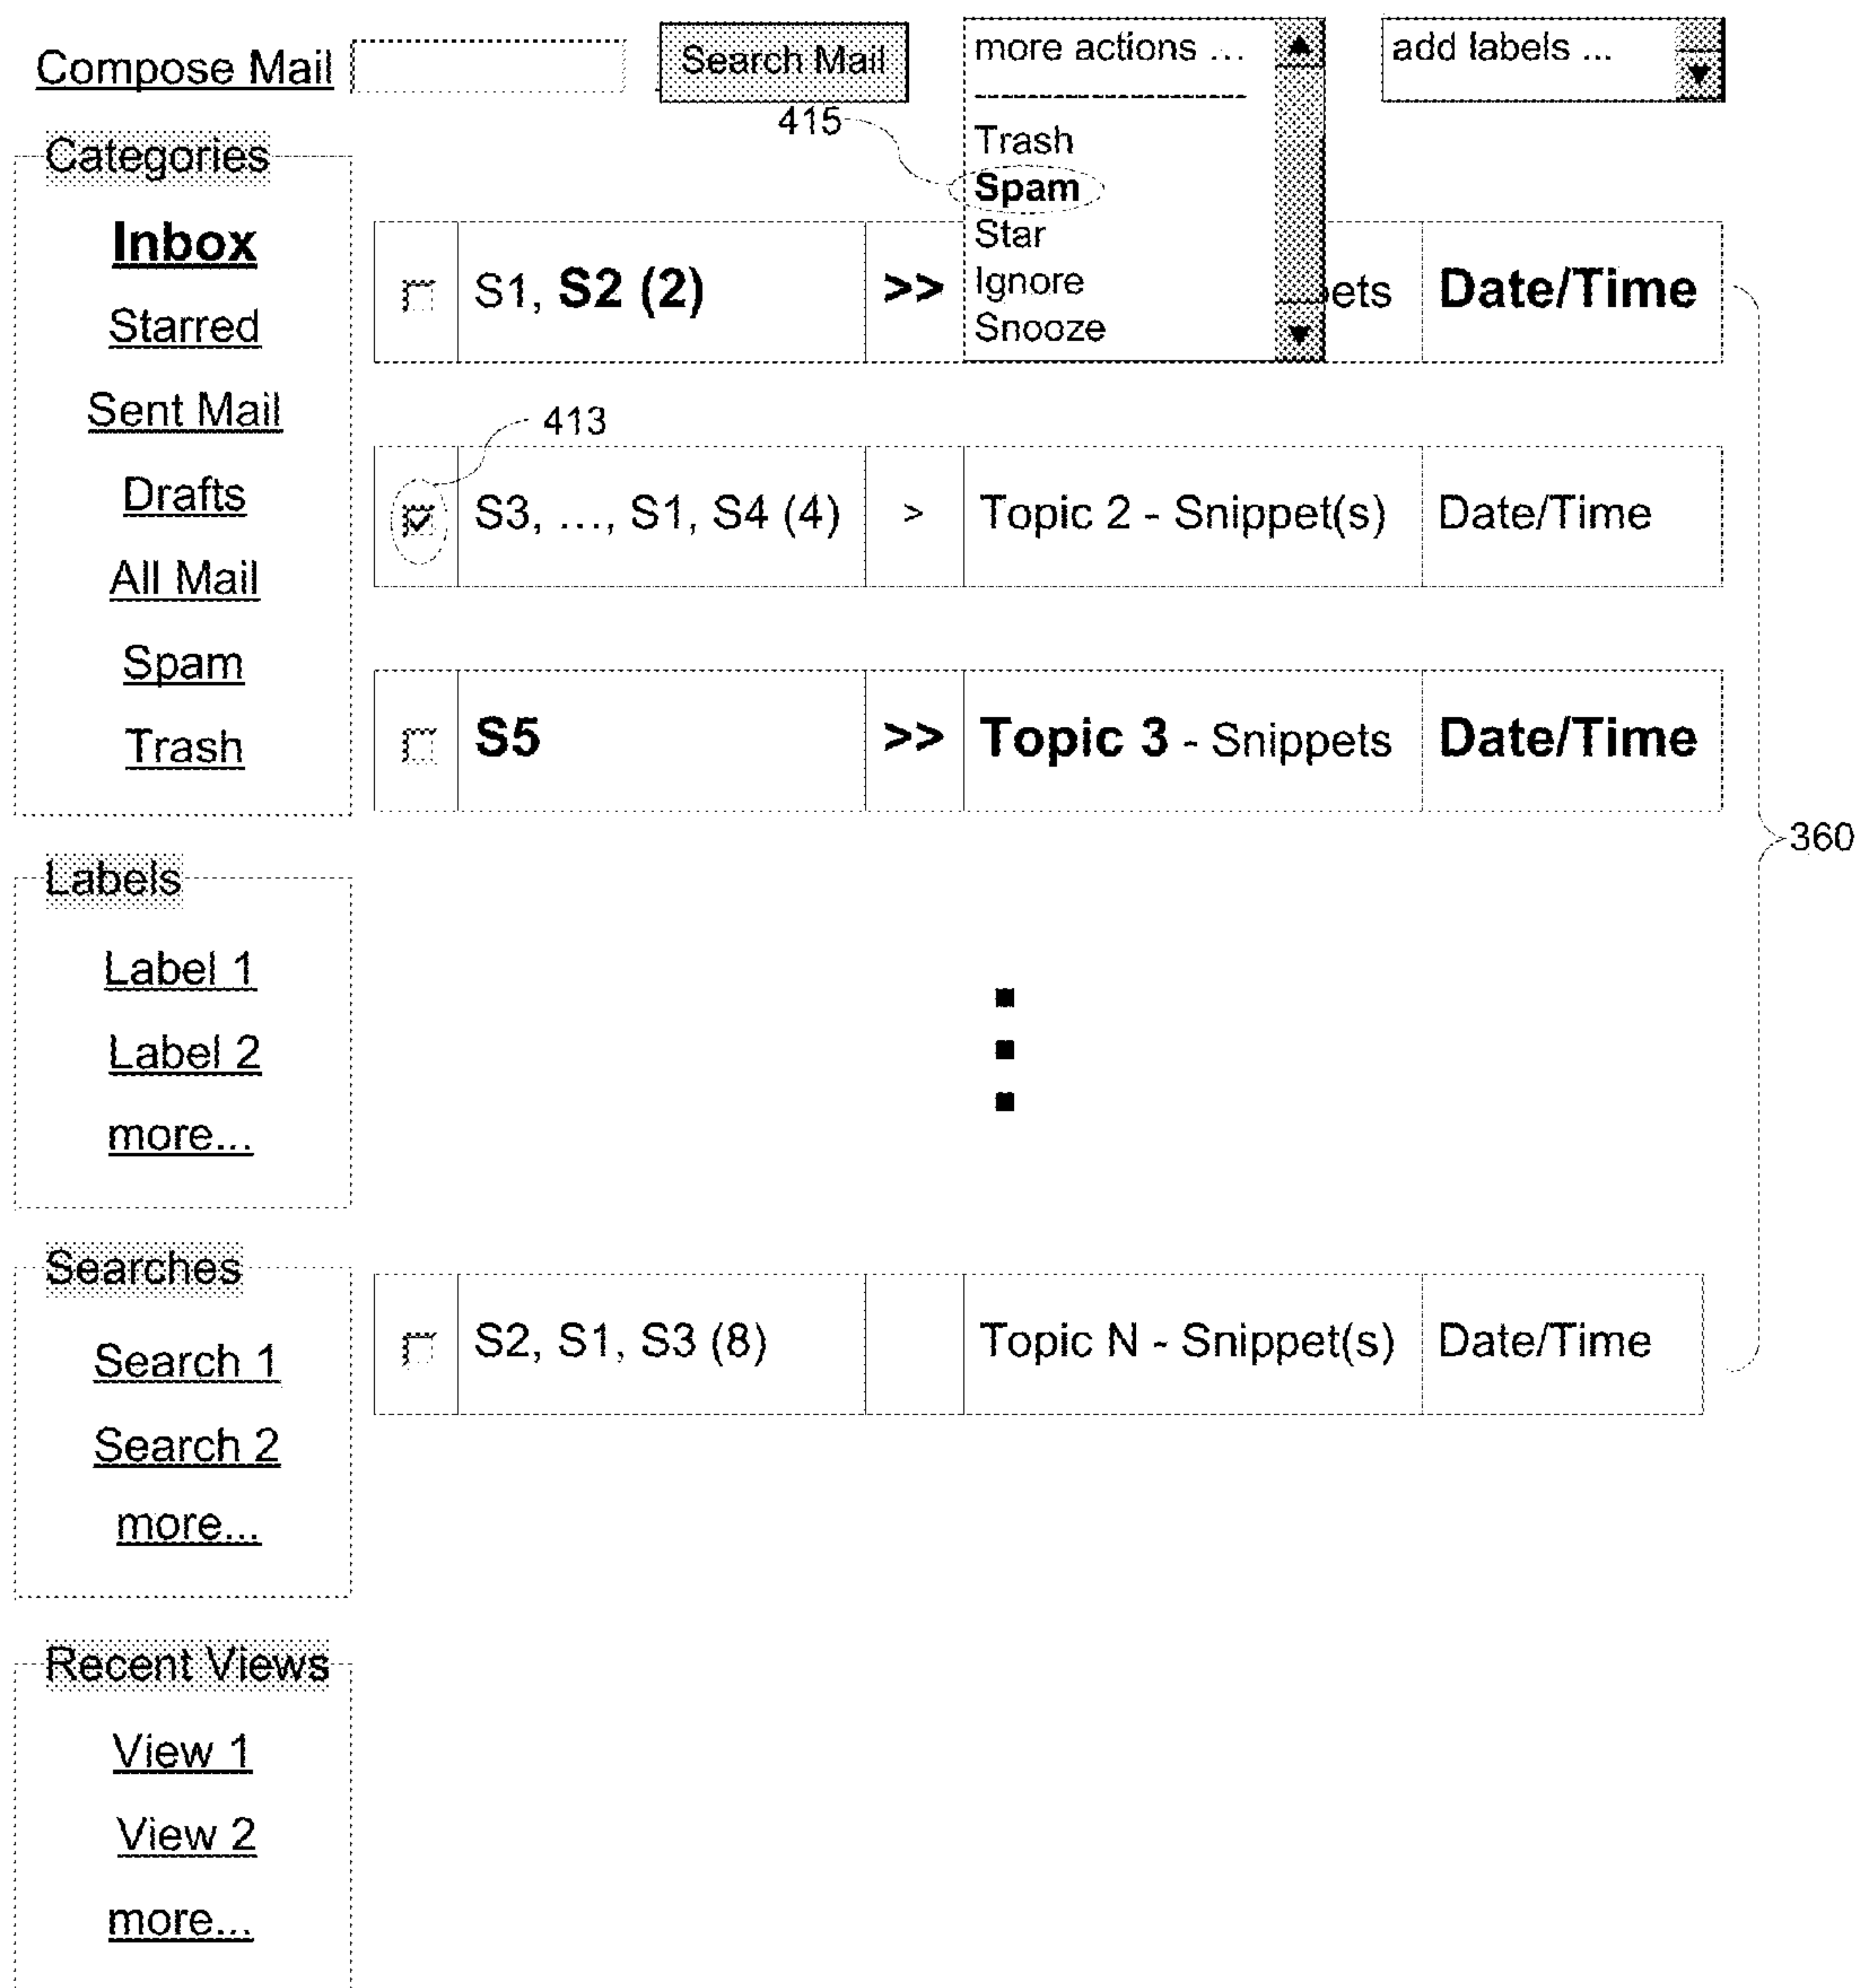 Compose Mail
Search Mail
more actions ...
add labels ...
415
Trash
Spam
Star
Ignore
Snooze
Categories
Inbox
Starred
Sent Mail
Drafts
All Mail
Spam
Trash
S1, S2 (2) >> ets Date/Time
413
S3, ..., S1, S4 (4) > Topic 2 - Snippet(s) Date/Time
S5 >> Topic 3 - Snippets Date/Time
360
Labels
Label 1
Label 2
more...
Searches
Search 1
Search 2
more...
S2, S1, S3 (8) Topic N - Snippet(s) Date/Time
Recent Views
View 1
View 2
more...